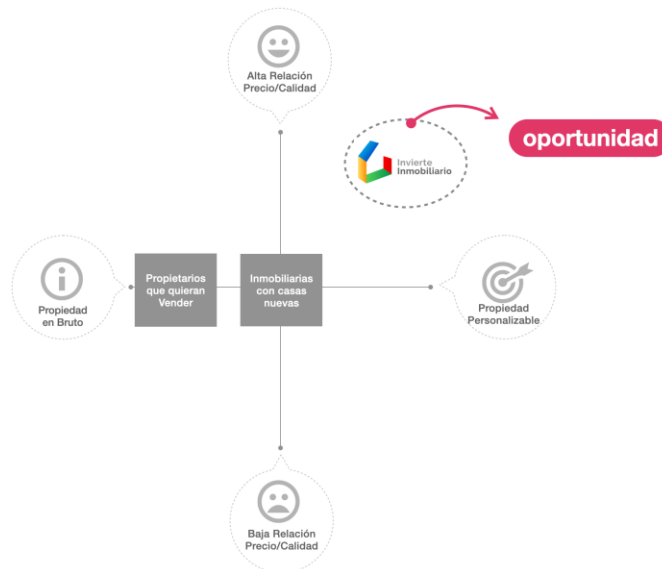 Alta Relación
Precio/Calidad
oportunidad
Invierte
Inmobiliario
Propiedad
en Bruto
Propietarios
que quieran
Vender
Inmobiliarias
con casas
nuevas
Propiedad
Personalizable
Baja Relación
Precio/Calidad